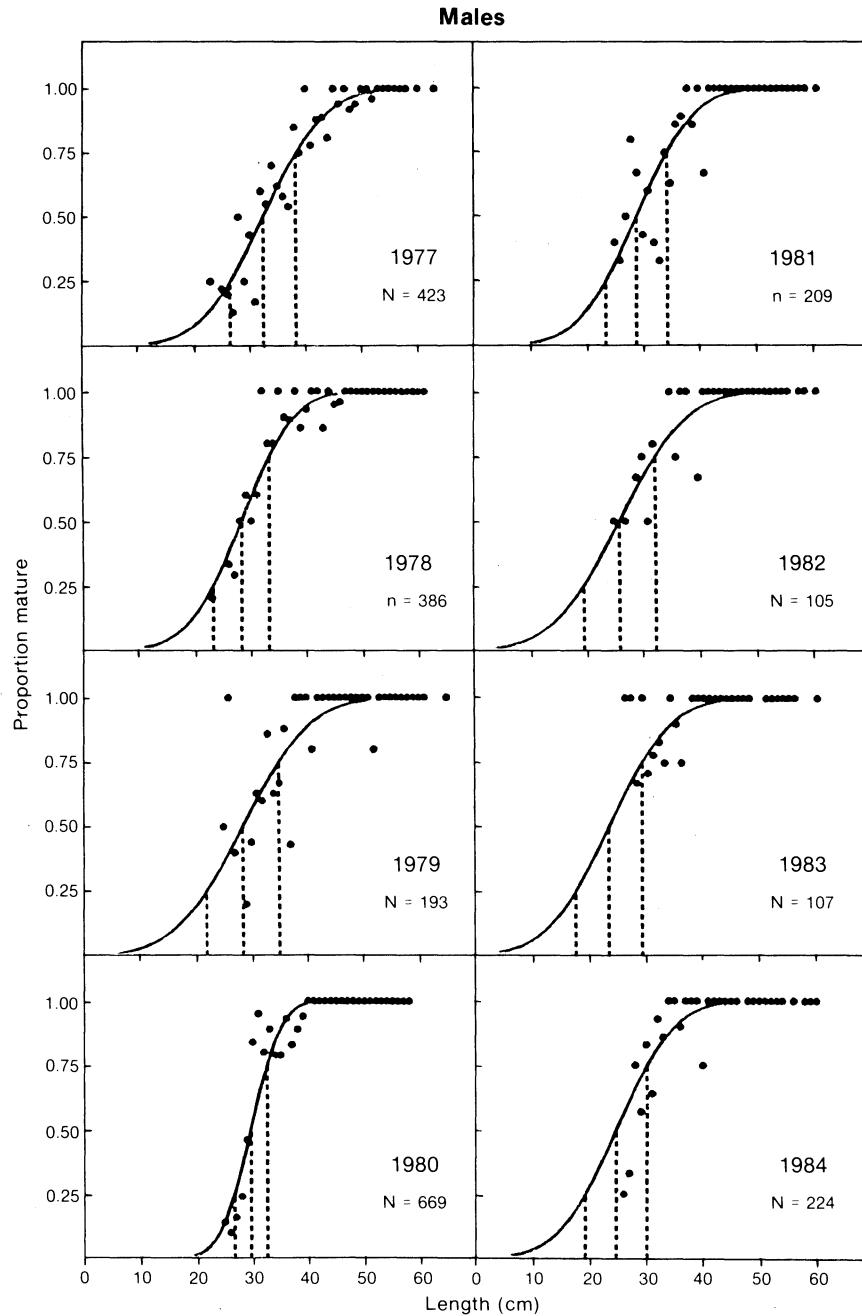 Males
Proportion mature
1.00
0.75
0.50
0.25
1977
N = 423
1981
n = 209
1.00
0.75
0.50
0.25
1978
n = 386
1982
N = 105
1.00
0.75
0.50
0.25
1979
N = 193
1983
N = 107
1.00
0.75
0.50
0.25
1980
N = 669
1984
N = 224
0 10 20 30 40 50 60 0 10 20 30 40 50 60
Length (cm)